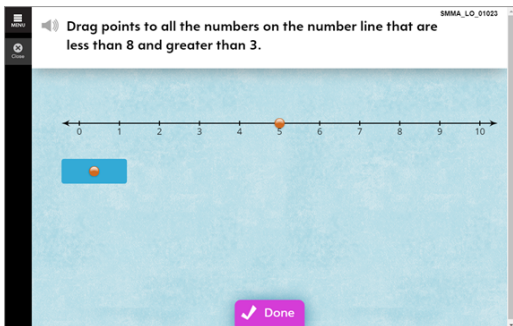 SMMA_LO_01023
MENU
Drag points to all the numbers on the number line that are
less than 8 and greater than 3.
Close
0 1 2 3 4 5 6 7 8 9 10
Done